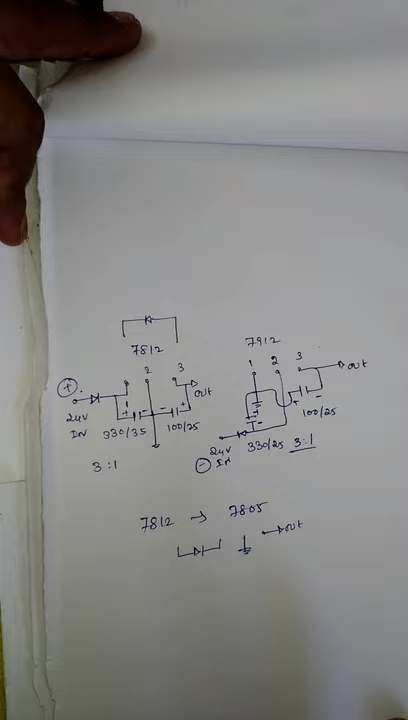 7812
2 3
1
+
OUT
24V
IN
+ - - +
330/35 100/25
3:1
7912
1 2 3
OUT
+
-
+ -
100/25
24V
IN
-
330/25 3:1
7812 → 7805
OUT